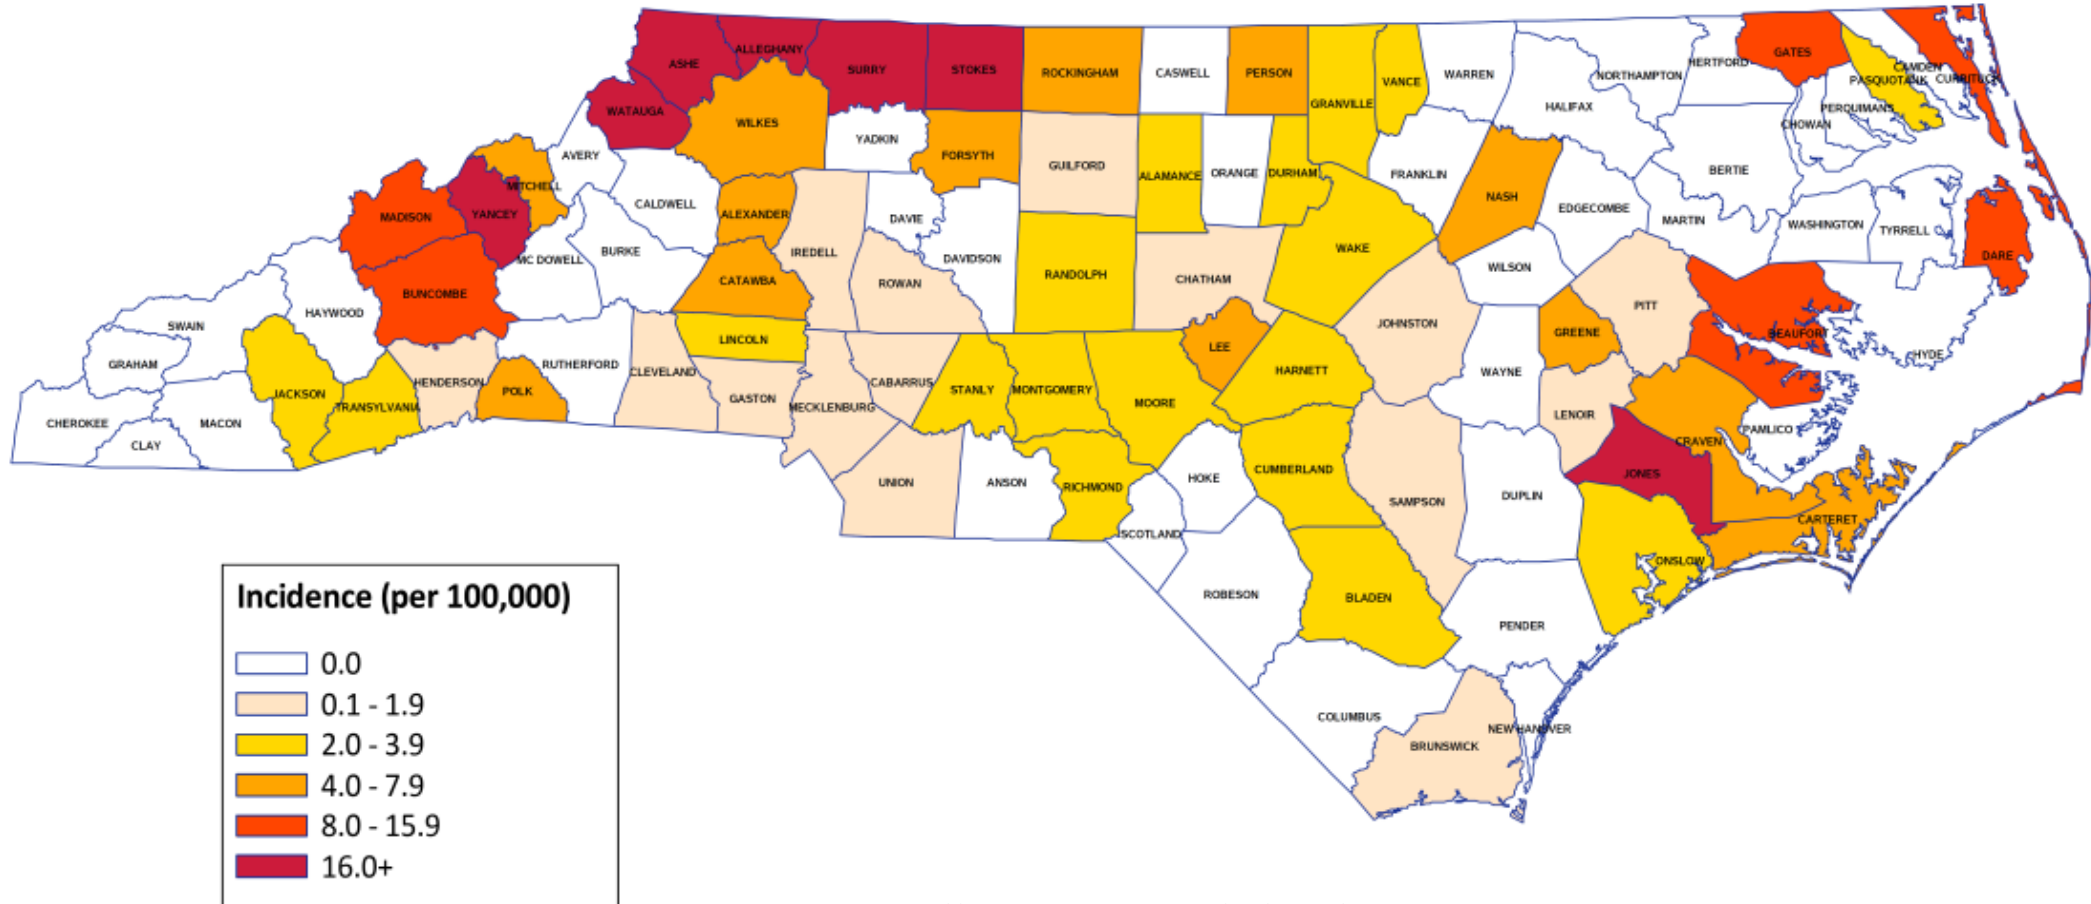 ASHE
ALLEGHANY
SURRY
STOKES
ROCKINGHAM
CASWELL
PERSON
GRANVILLE
VANCE
WARREN
NORTHAMPTON
HERTFORD
GATES
CAMDEN
PASQUOTANK
CURRITUCK
PERQUIMANS
CHOWAN
HALIFAX
WATAUGA
WILKES
YADKIN
FORSYTH
GUILFORD
ALAMANCE
ORANGE
DURHAM
FRANKLIN
NASH
EDGECOMBE
BERTIE
MARTIN
WASHINGTON
TYRRELL
DARE
AVERY
MITCHELL
YANCEY
MADISON
CALDWELL
ALEXANDER
IREDELL
DAVIE
DAVIDSON
RANDOLPH
CHATHAM
WAKE
WILSON
PITT
BEAUFORT
HYDE
BUNCOMBE
MC DOWELL
BURKE
CATAWBA
ROWAN
LINCOLN
JOHNSTON
GREENE
LEE
SWAIN
HAYWOOD
GRAHAM
JACKSON
TRANSYLVANIA
HENDERSON
POLK
RUTHERFORD
CLEVELAND
GASTON
MECKLENBURG
CABARRUS
STANLY
MONTGOMERY
MOORE
HARNETT
WAYNE
LENOIR
CRAVEN
PAMLICO
CHEROKEE
CLAY
MACON
UNION
ANSON
RICHMOND
HOKE
SCOTLAND
CUMBERLAND
SAMPSON
DUPLIN
JONES
CARTERET
ONSLOW
ROBESON
BLADEN
PENDER
COLUMBUS
BRUNSWICK
NEW HANOVER
Incidence (per 100,000)
0.0
0.1 - 1.9
2.0 - 3.9
4.0 - 7.9
8.0 - 15.9
16.0+